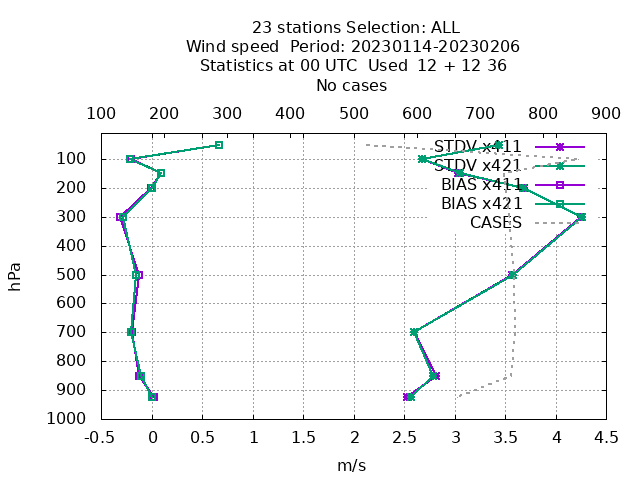 23 stations Selection: ALL
Wind speed  Period: 20230114-20230206
Statistics at 00 UTC  Used  12 + 12 36
No cases
100 200 300 400 500 600 700 800 900
STDV x411
STDV x421
BIAS x411
BIAS x421
CASES
hPa
100
200
300
400
500
600
700
800
900
1000
-0.5 0 0.5 1 1.5 2 2.5 3 3.5 4 4.5
m/s